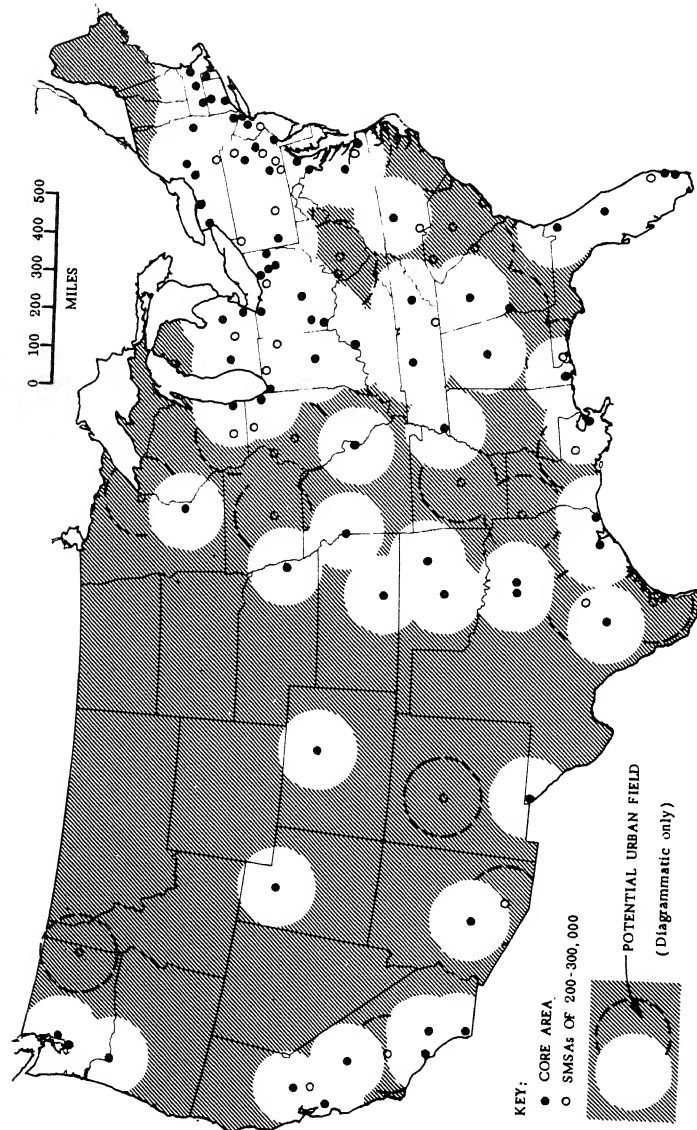 0 100 200 300 400 500
MILES
KEY:
● CORE AREA
○ SMSAs OF 200-300,000
POTENTIAL URBAN FIELD
(Diagrammatic only)